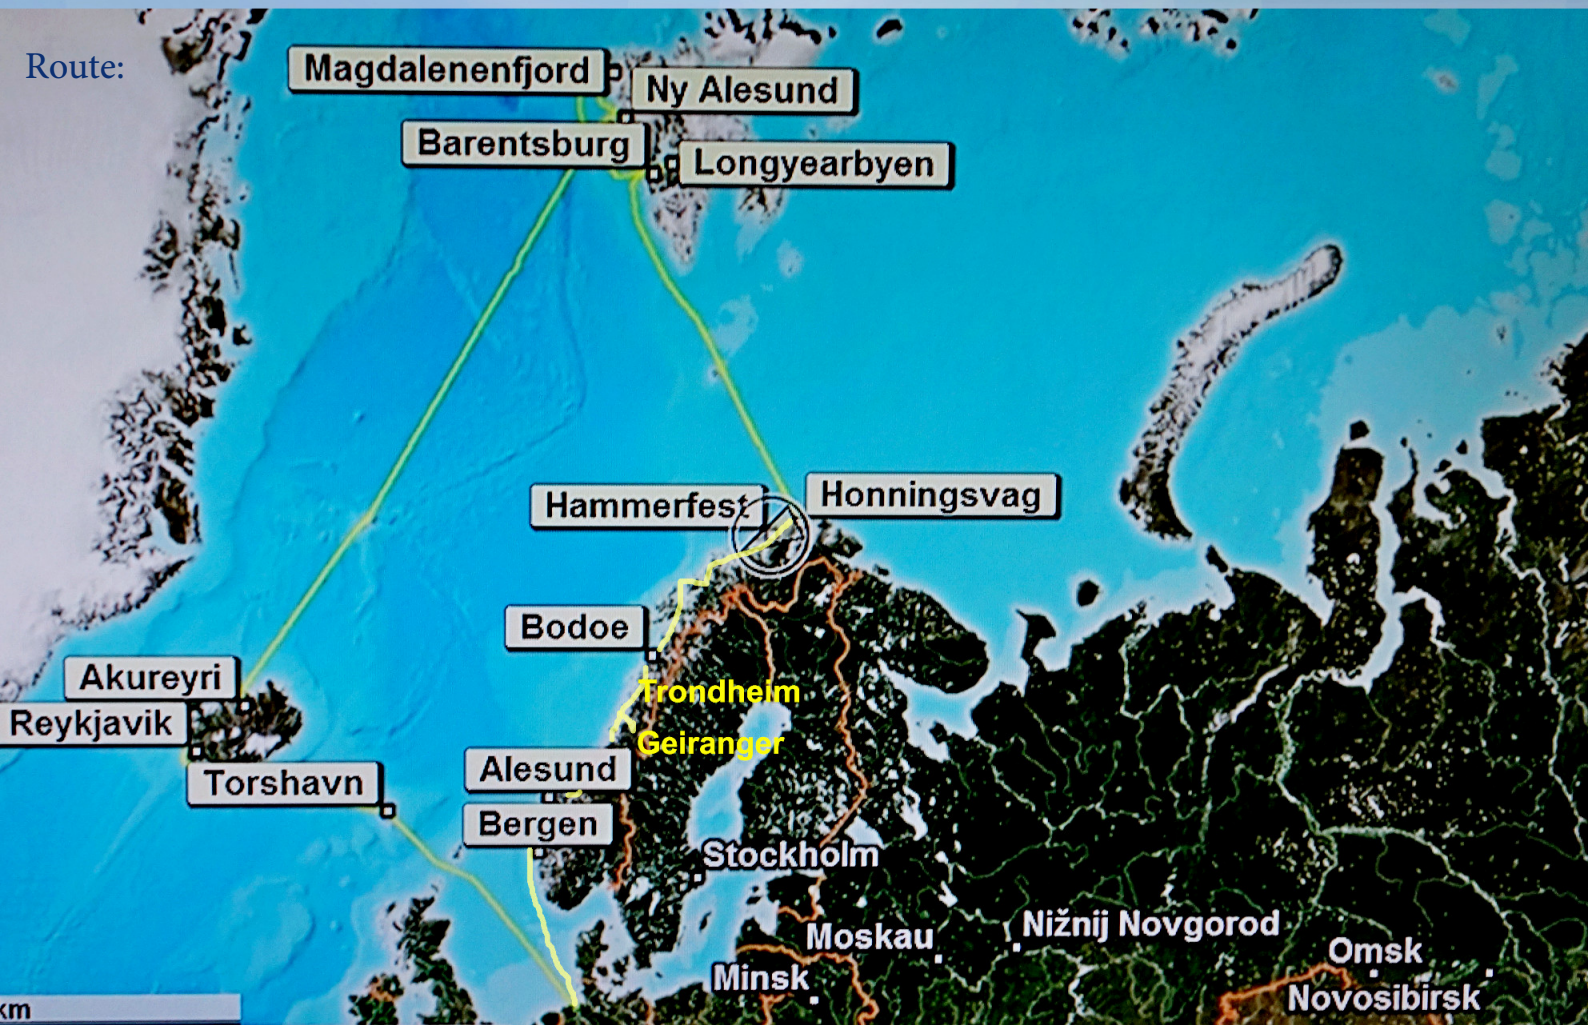 Route:
Magdalenenfjord
Ny Alesund
Barentsburg
Longyearbyen
Hammerfest
Honningsvag
Bodoe
Akureyri
Trondheim
Reykjavik
Geiranger
Alesund
Torshavn
Bergen
Stockholm
Nižnij Novgorod
Moskau
Omsk
Minsk
Novosibirsk
km